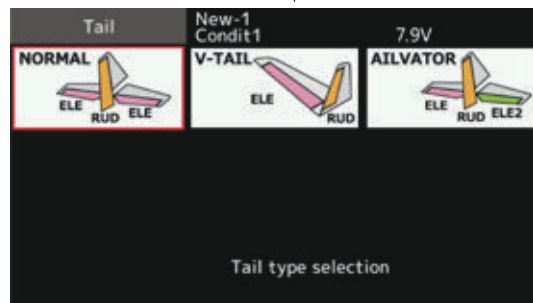 Tail
New-1
Condit1
7.9V
NORMAL
ELE
RUD
ELE
V-TAIL
ELE
RUD
AILVATOR
ELE
RUD
ELE2
Tail type selection